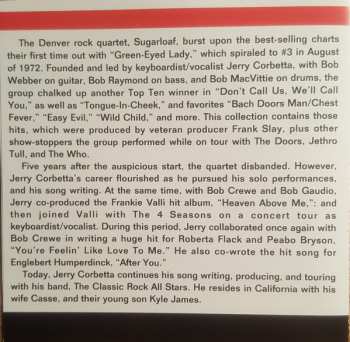 The Denver rock quartet, Sugarloaf, burst upon the best-selling charts
their first time out with "Green-Eyed Lady," which spiraled to #3 in August
of 1972. Founded and led by keyboardist/vocalist Jerry Corbetta, with Bob
Webber on guitar, Bob Raymond on bass, and Bob MacVittie on drums, the
group chalked up another Top Ten winner in "Don't Call Us, We'll Call
You," as well as "Tongue-In-Cheek," and favorites "Bach Doors Man/Chest
Fever," "Easy Evil," "Wild Child," and more. This collection contains those
hits, which were produced by veteran producer Frank Slay, plus other
show-stoppers the group performed while on tour with The Doors, Jethro
Tull, and The Who.
Five years after the auspicious start, the quartet disbanded. However,
Jerry Corbetta's career flourished as he pursued his solo performances,
and his song writing. At the same time, with Bob Crewe and Bob Gaudio,
Jerry co-produced the Frankie Valli hit album, "Heaven Above Me,": and
then joined Valli with The 4 Seasons on a concert tour as
keyboardist/vocalist. During this period, Jerry collaborated once again with
Bob Crewe in writing a huge hit for Roberta Flack and Peabo Bryson,
"You're Feelin' Like Love To Me." He also co-wrote the hit song for
Englebert Humperdinck, "After You."
Today, Jerry Corbetta continues his song writing, producing, and touring
with his band, The Classic Rock All Stars. He resides in California with his
wife Casse, and their young son Kyle James.